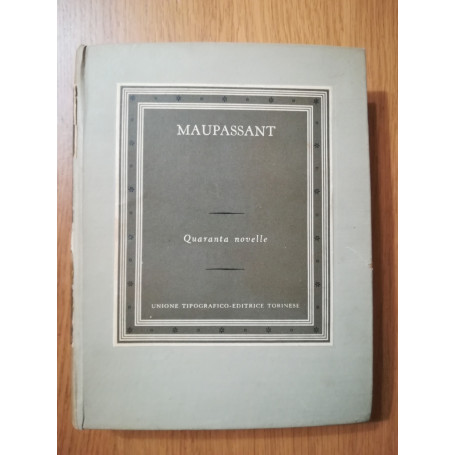 MAUPASSANT
Quaranta novelle
UNIONE TIPOGRAFICO-EDITRICE TORINESE